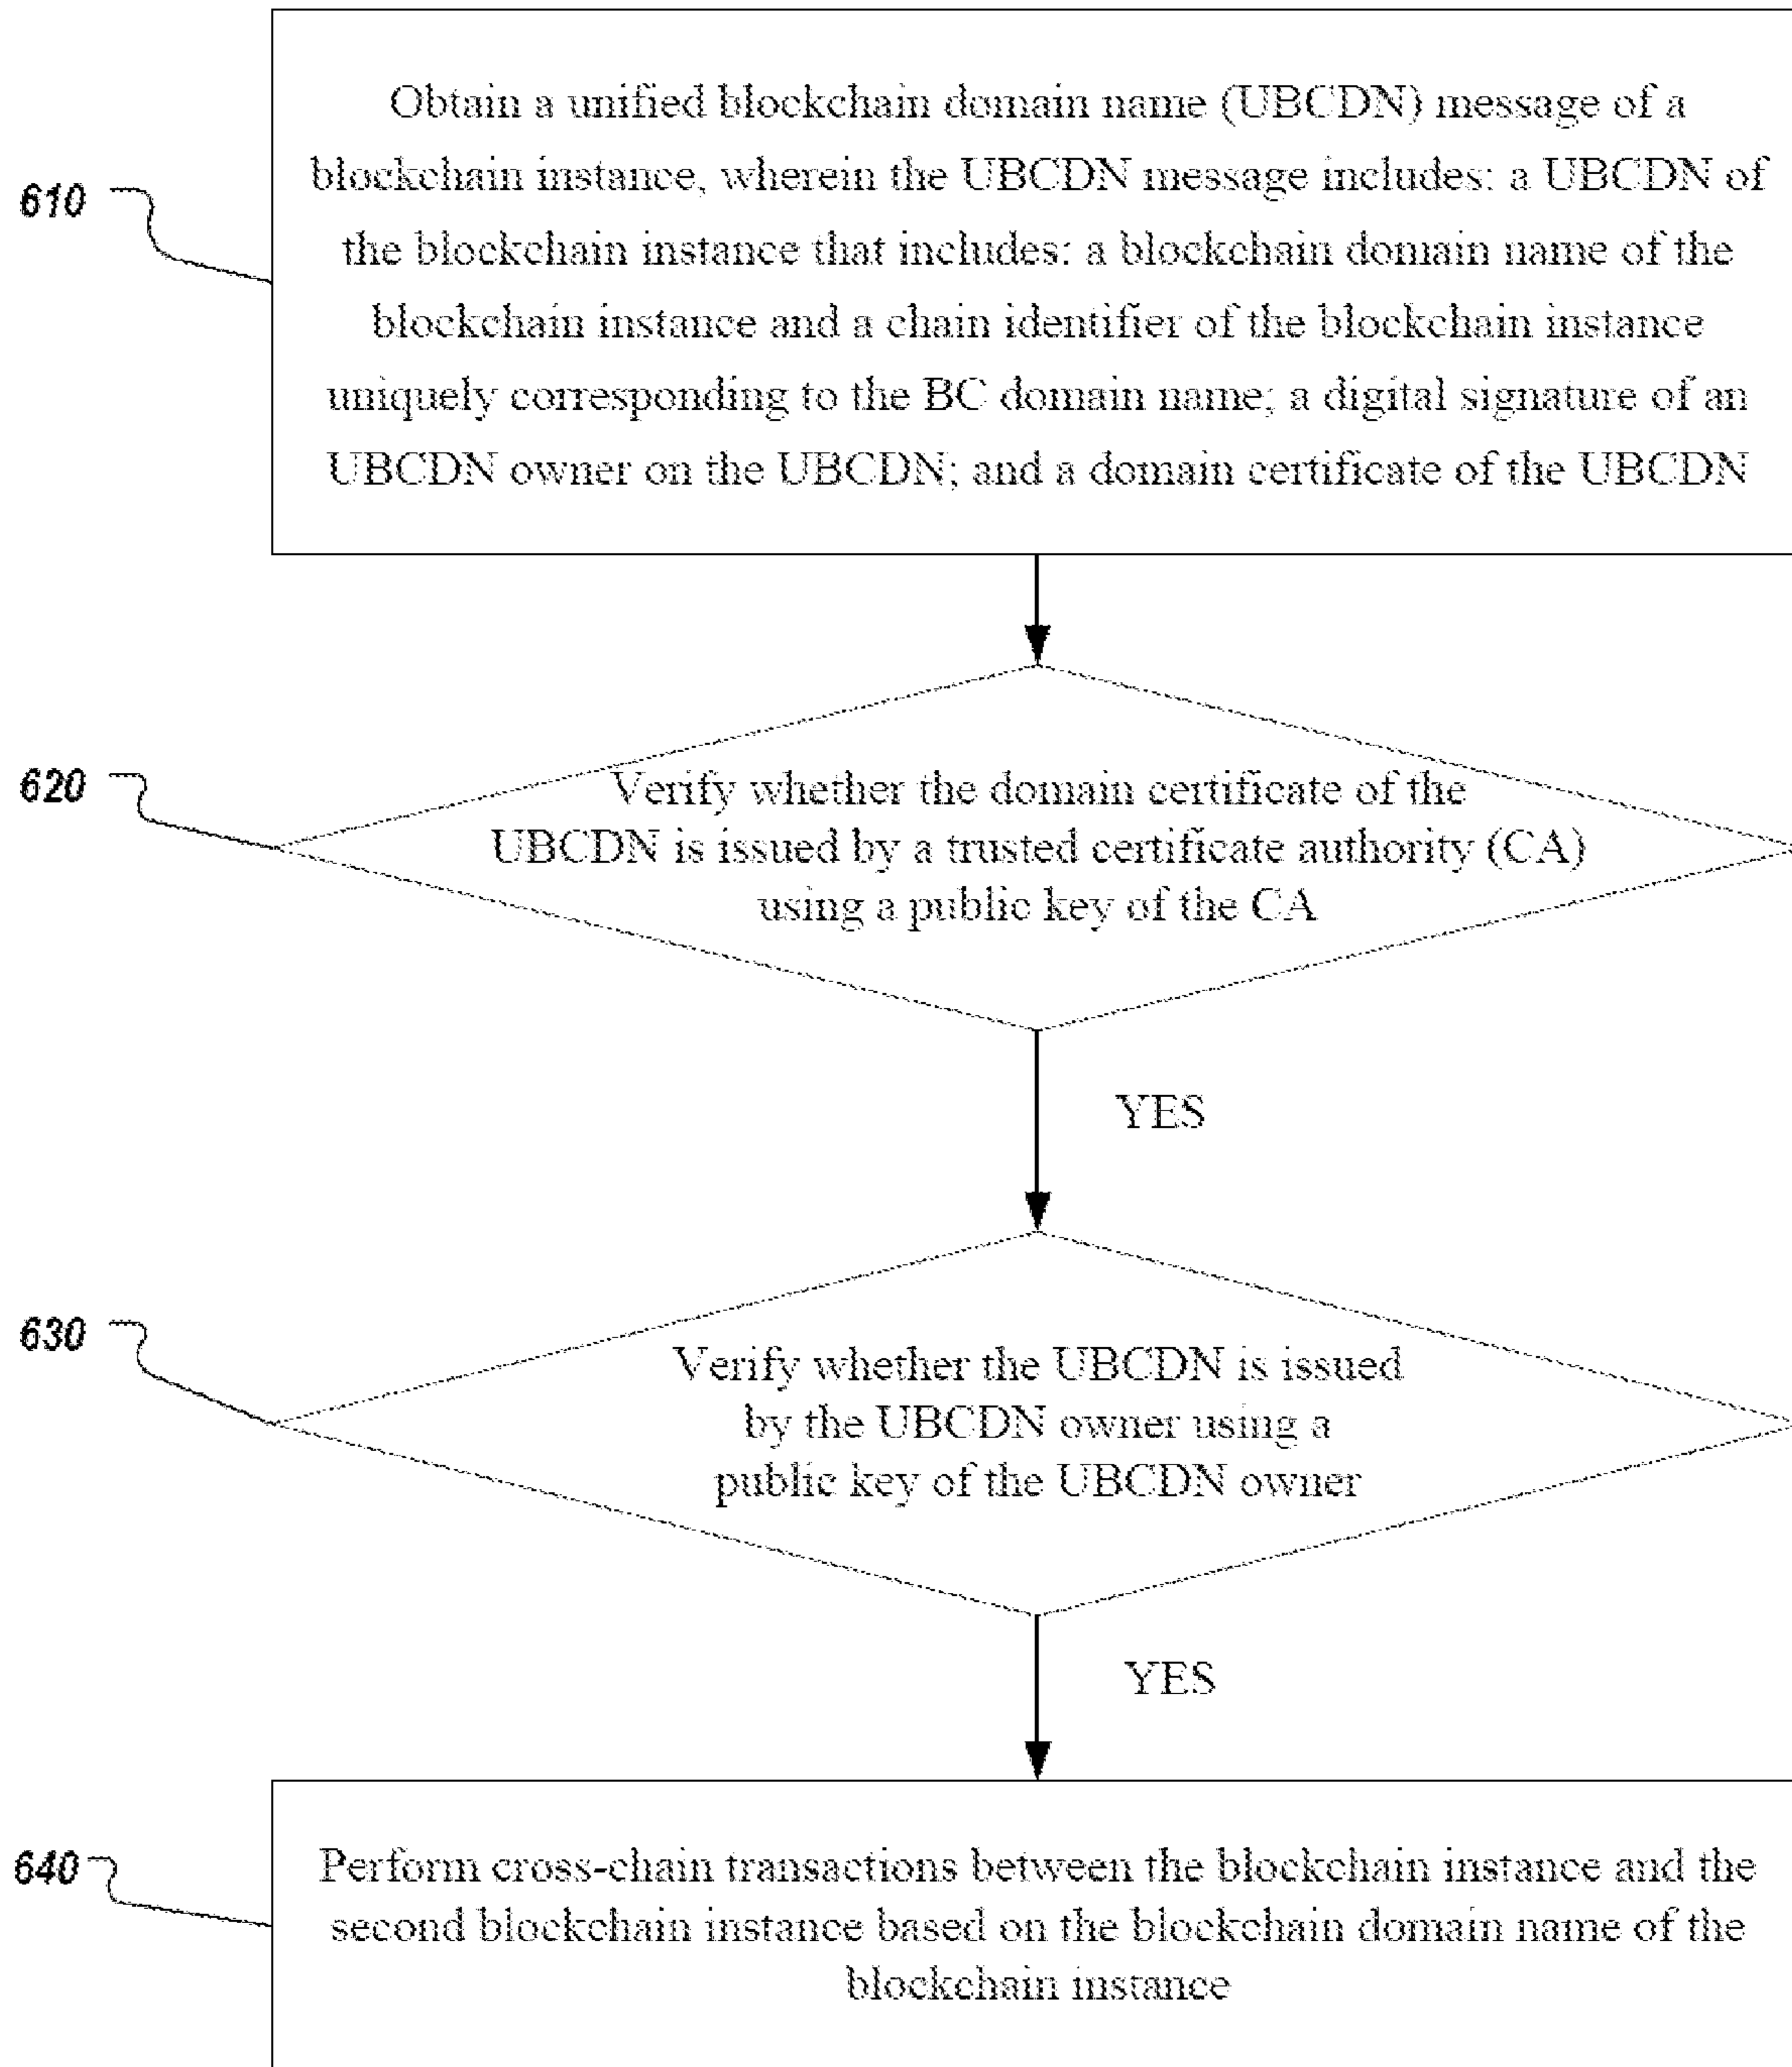 610
Obtain a unified blockchain domain name (UBCDN) message of a
blockchain instance, wherein the UBCDN message includes: a UBCDN of
the blockchain instance that includes: a blockchain domain name of the
blockchain instance and a chain identifier of the blockchain instance
uniquely corresponding to the BC domain name; a digital signature of an
UBCDN owner on the UBCDN; and a domain certificate of the UBCDN
620
Verify whether the domain certificate of the
UBCDN is issued by a trusted certificate authority (CA)
using a public key of the CA
YES
630
Verify whether the UBCDN is issued
by the UBCDN owner using a
public key of the UBCDN owner
YES
640
Perform cross-chain transactions between the blockchain instance and the
second blockchain instance based on the blockchain domain name of the
blockchain instance